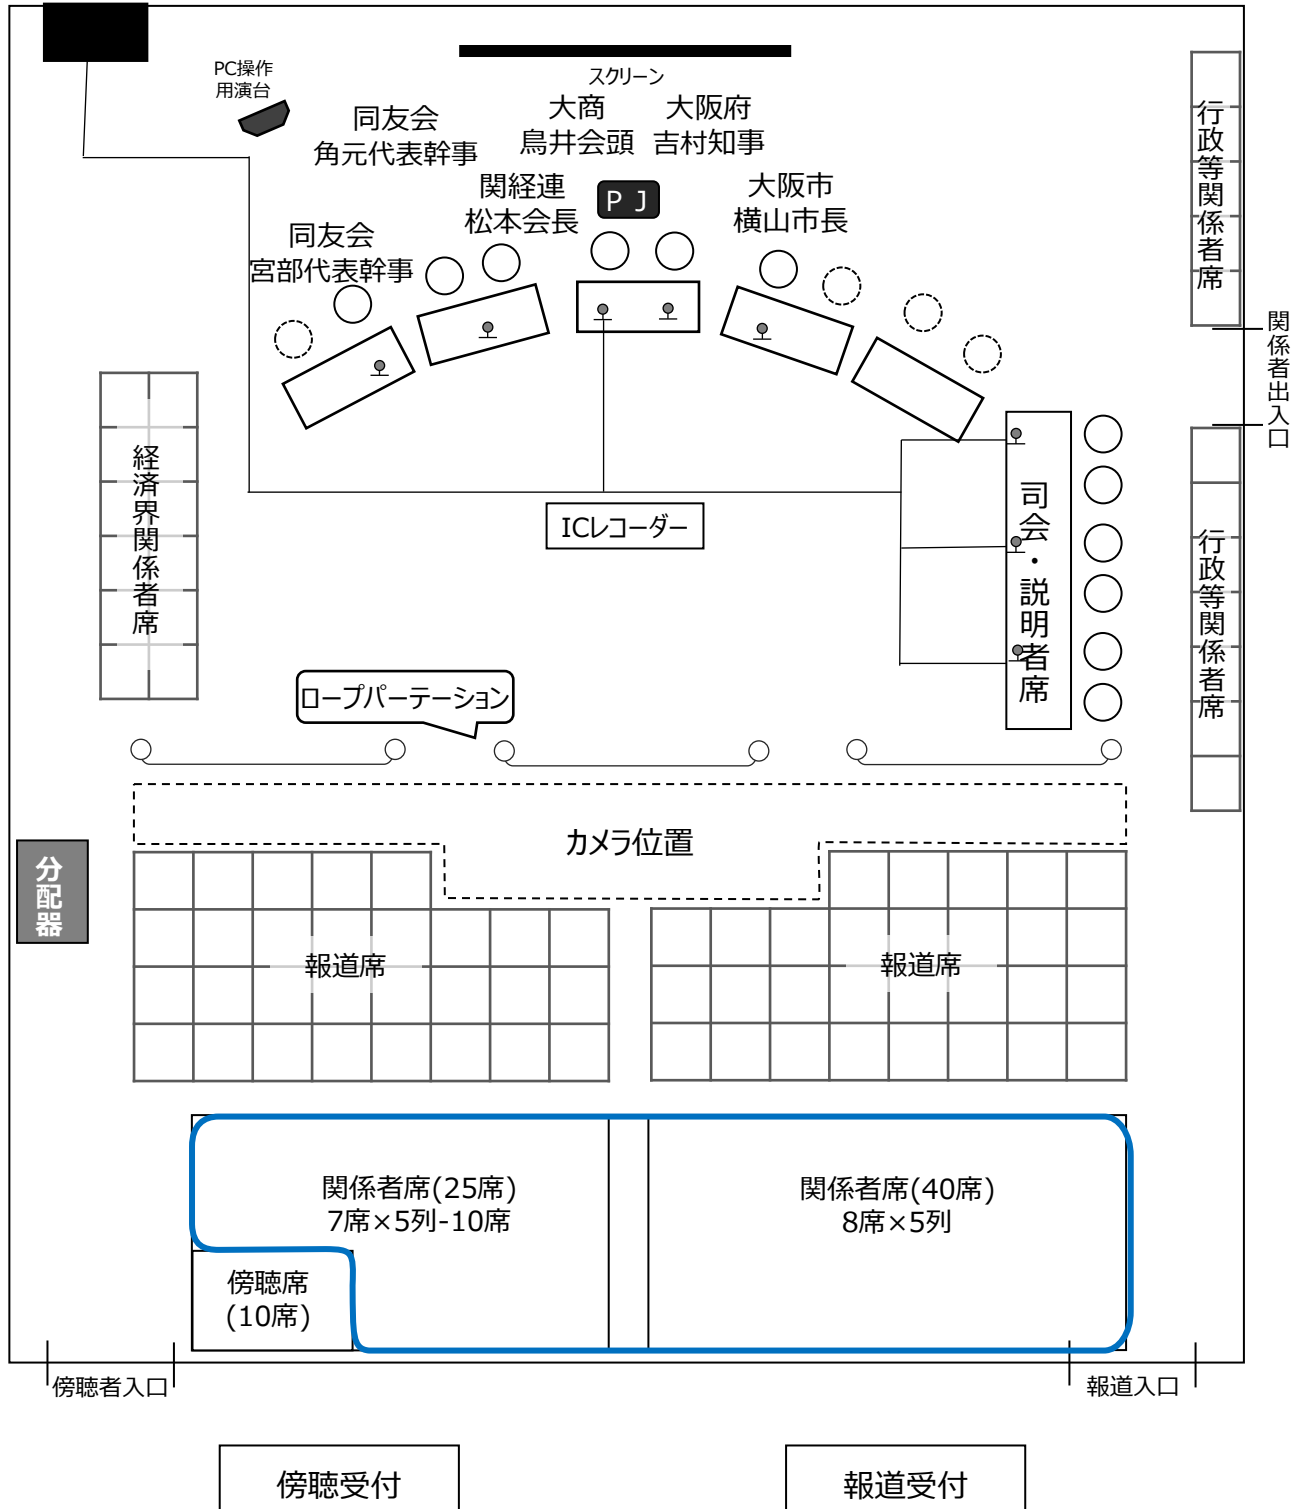 PC操作
用演台
スクリーン
同友会
角元代表幹事
大商
鳥井会頭
大阪府
吉村知事
関経連
松本会長
PJ
大阪市
横山市長
同友会
宮部代表幹事
行政等関係者席
関係者出入口
経済界関係者席
ICレコーダー
司会・説明者席
行政等関係者席
ロープパーテーション
カメラ位置
分配器
報道席
報道席
関係者席(25席)
7席×5列-10席
関係者席(40席)
8席×5列
傍聴席
(10席)
傍聴者入口
報道入口
傍聴受付
報道受付